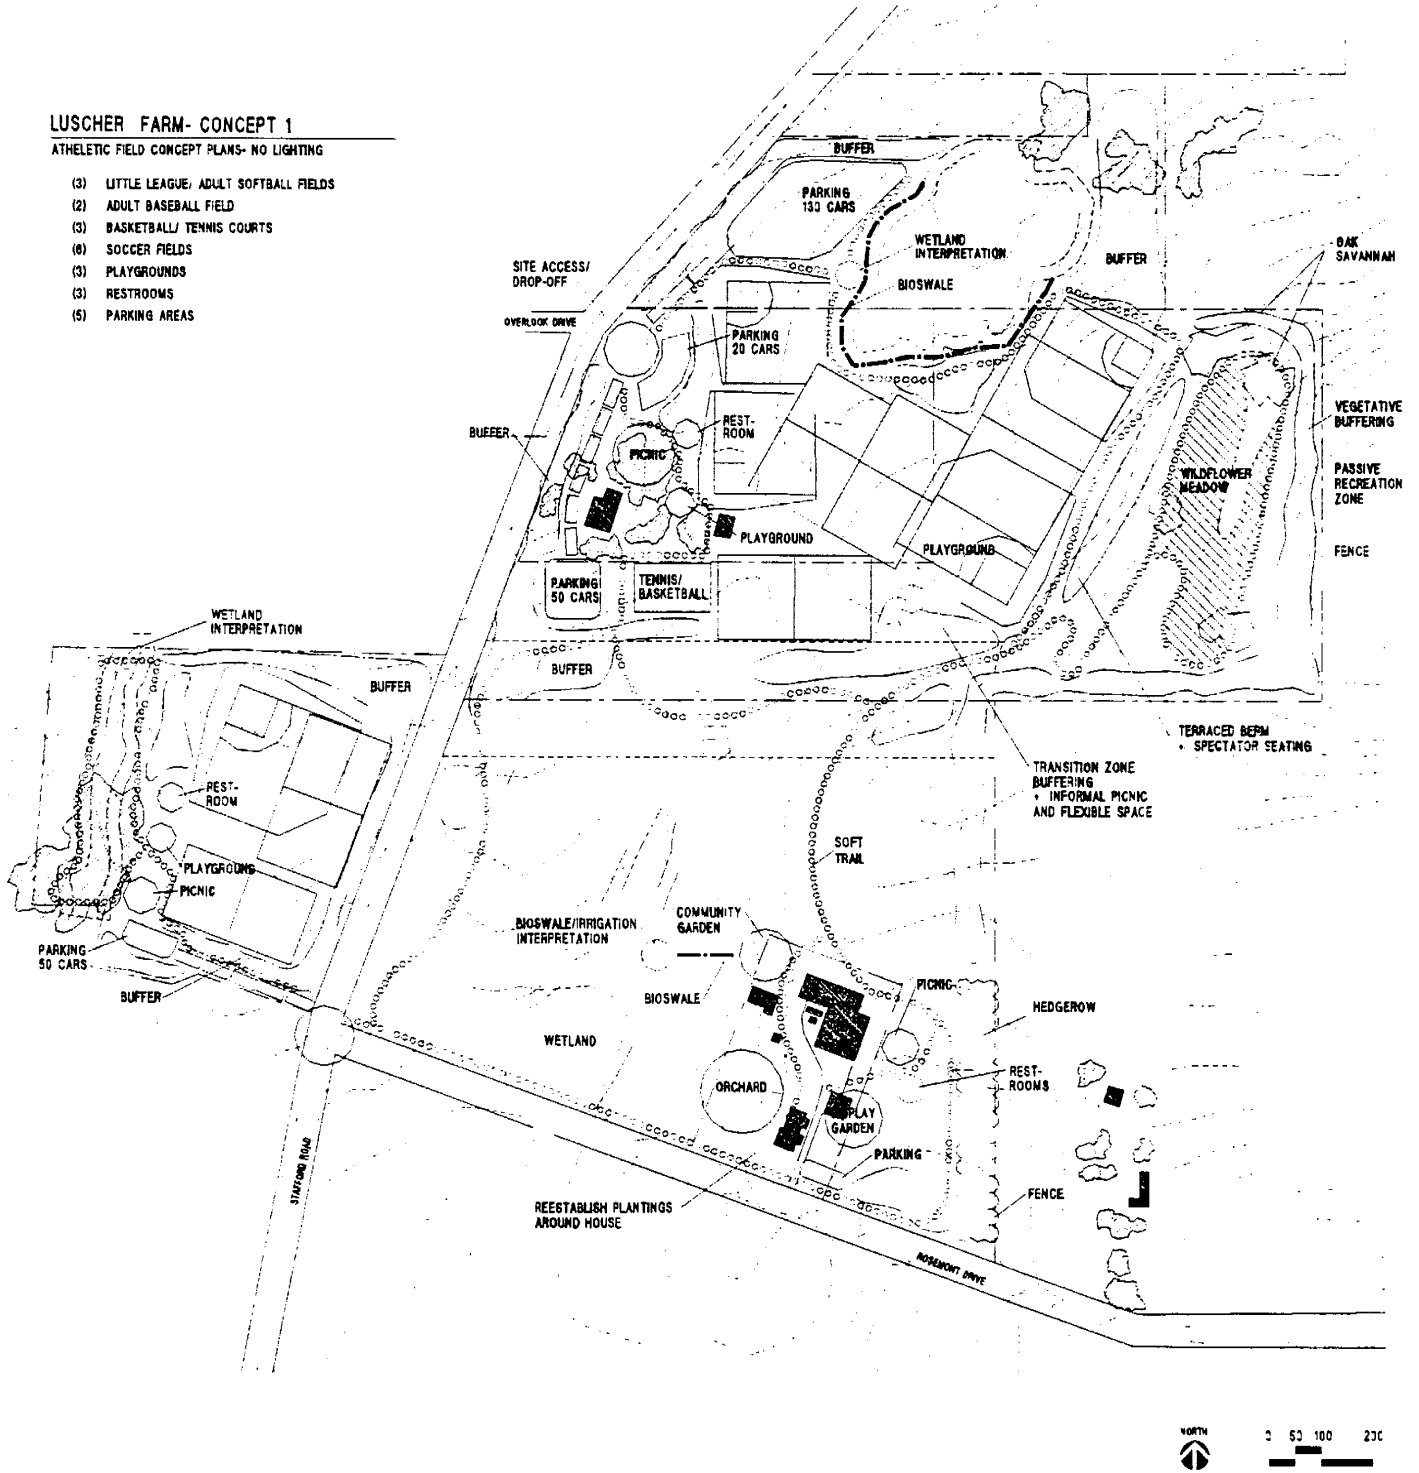 LUSCHER FARM- CONCEPT 1
ATHELETIC FIELD CONCEPT PLANS- NO LIGHTING
(3) LITTLE LEAGUE/ ADULT SOFTBALL FIELDS
(2) ADULT BASEBALL FIELD
(3) BASKETBALL/ TENNIS COURTS
(6) SOCCER FIELDS
(3) PLAYGROUNDS
(3) RESTROOMS
(5) PARKING AREAS
BUFFER
PARKING
130 CARS
WETLAND
INTERPRETATION
BIOSWALE
BUFFER
OAK
SAVANNAH
SITE ACCESS/
DROP-OFF
OVERLOOK DRIVE
PARKING
20 CARS
BUFFER
REST-
ROOM
PICNIC
VEGETATIVE
BUFFERING
WILDFLOWER
MEADOW
PASSIVE
RECREATION
ZONE
PLAYGROUND
PLAYGROUND
FENCE
PARKING
50 CARS
TENNIS/
BASKETBALL
WETLAND
INTERPRETATION
BUFFER
BUFFER
TERRACED BERM
+ SPECTATOR SEATING
TRANSITION ZONE
BUFFERING
+ INFORMAL PICNIC
AND FLEXIBLE SPACE
REST-
ROOM
PLAYGROUND
PICNIC
SOFT
TRAIL
PARKING
50 CARS
BUFFER
BIOSWALE/IRRIGATION
INTERPRETATION
COMMUNITY
GARDEN
BIOSWALE
PICNIC
HEDGEROW
WETLAND
ORCHARD
REST-
ROOMS
GARDEN
PARKING
STAFFORD ROAD
REESTABLISH PLANTINGS
AROUND HOUSE
FENCE
ROSEMONT DRIVE
NORTH
0 50 100 200